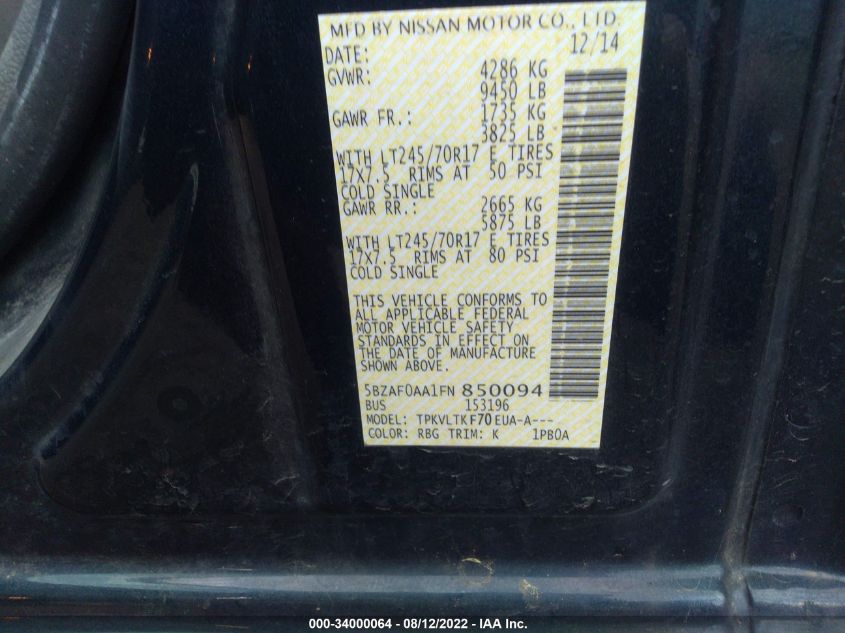 MFD BY NISSAN MOTOR CO., LTD.
DATE: 12/14
GVWR: 4286 KG
9450 LB
GAWR FR.: 1735 KG
3825 LB
WITH LT245/70R17 E TIRES
17X7.5 RIMS AT 50 PSI
COLD SINGLE
GAWR RR.: 2665 KG
5875 LB
WITH LT245/70R17 E TIRES
17X7.5 RIMS AT 80 PSI
COLD SINGLE
THIS VEHICLE CONFORMS TO
ALL APPLICABLE FEDERAL
MOTOR VEHICLE SAFETY
STANDARDS IN EFFECT ON
THE DATE OF MANUFACTURE
SHOWN ABOVE.
5BZAF0AA1FN 850094
BUS 153196
MODEL: TPKVLTK F70 EUA-A---
COLOR: RBG TRIM: K 1PB0A
000-34000064 - 08/12/2022 - IAA Inc.